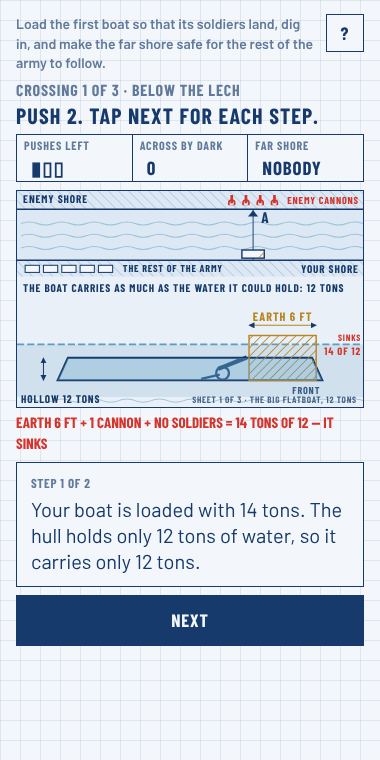 Load the first boat so that its soldiers land, dig
in, and make the far shore safe for the rest of the
army to follow.
?
CROSSING 1 OF 3 · BELOW THE LECH
PUSH 2. TAP NEXT FOR EACH STEP.
PUSHES LEFT
ACROSS BY DARK
0
FAR SHORE
NOBODY
ENEMY SHORE
ENEMY CANNONS
A
THE REST OF THE ARMY
YOUR SHORE
THE BOAT CARRIES AS MUCH AS THE WATER IT COULD HOLD: 12 TONS
EARTH 6 FT
SINKS
14 OF 12
FRONT
HOLLOW 12 TONS
SHEET 1 OF 3 · THE BIG FLATBOAT, 12 TONS
EARTH 6 FT + 1 CANNON + NO SOLDIERS = 14 TONS OF 12 — IT
SINKS
STEP 1 OF 2
Your boat is loaded with 14 tons. The
hull holds only 12 tons of water, so it
carries only 12 tons.
NEXT